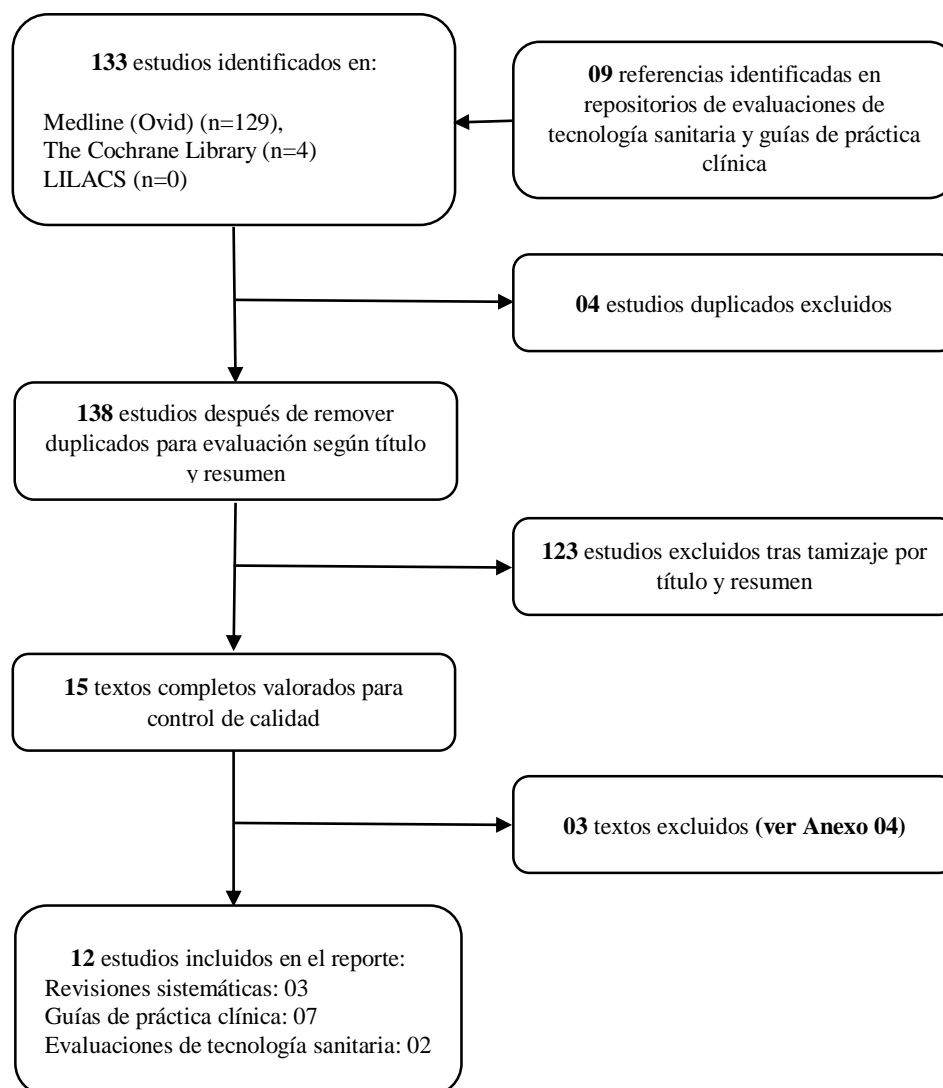 133 estudios identificados en:
Medline (Ovid) (n=129),
The Cochrane Library (n=4)
LILACS (n=0)
09 referencias identificadas en
repositorios de evaluaciones de
tecnología sanitaria y guías de práctica
clínica
04 estudios duplicados excluidos
138 estudios después de remover
duplicados para evaluación según título
y resumen
123 estudios excluidos tras tamizaje por
título y resumen
15 textos completos valorados para
control de calidad
03 textos excluidos (ver Anexo 04)
12 estudios incluidos en el reporte:
Revisiones sistemáticas: 03
Guías de práctica clínica: 07
Evaluaciones de tecnología sanitaria: 02